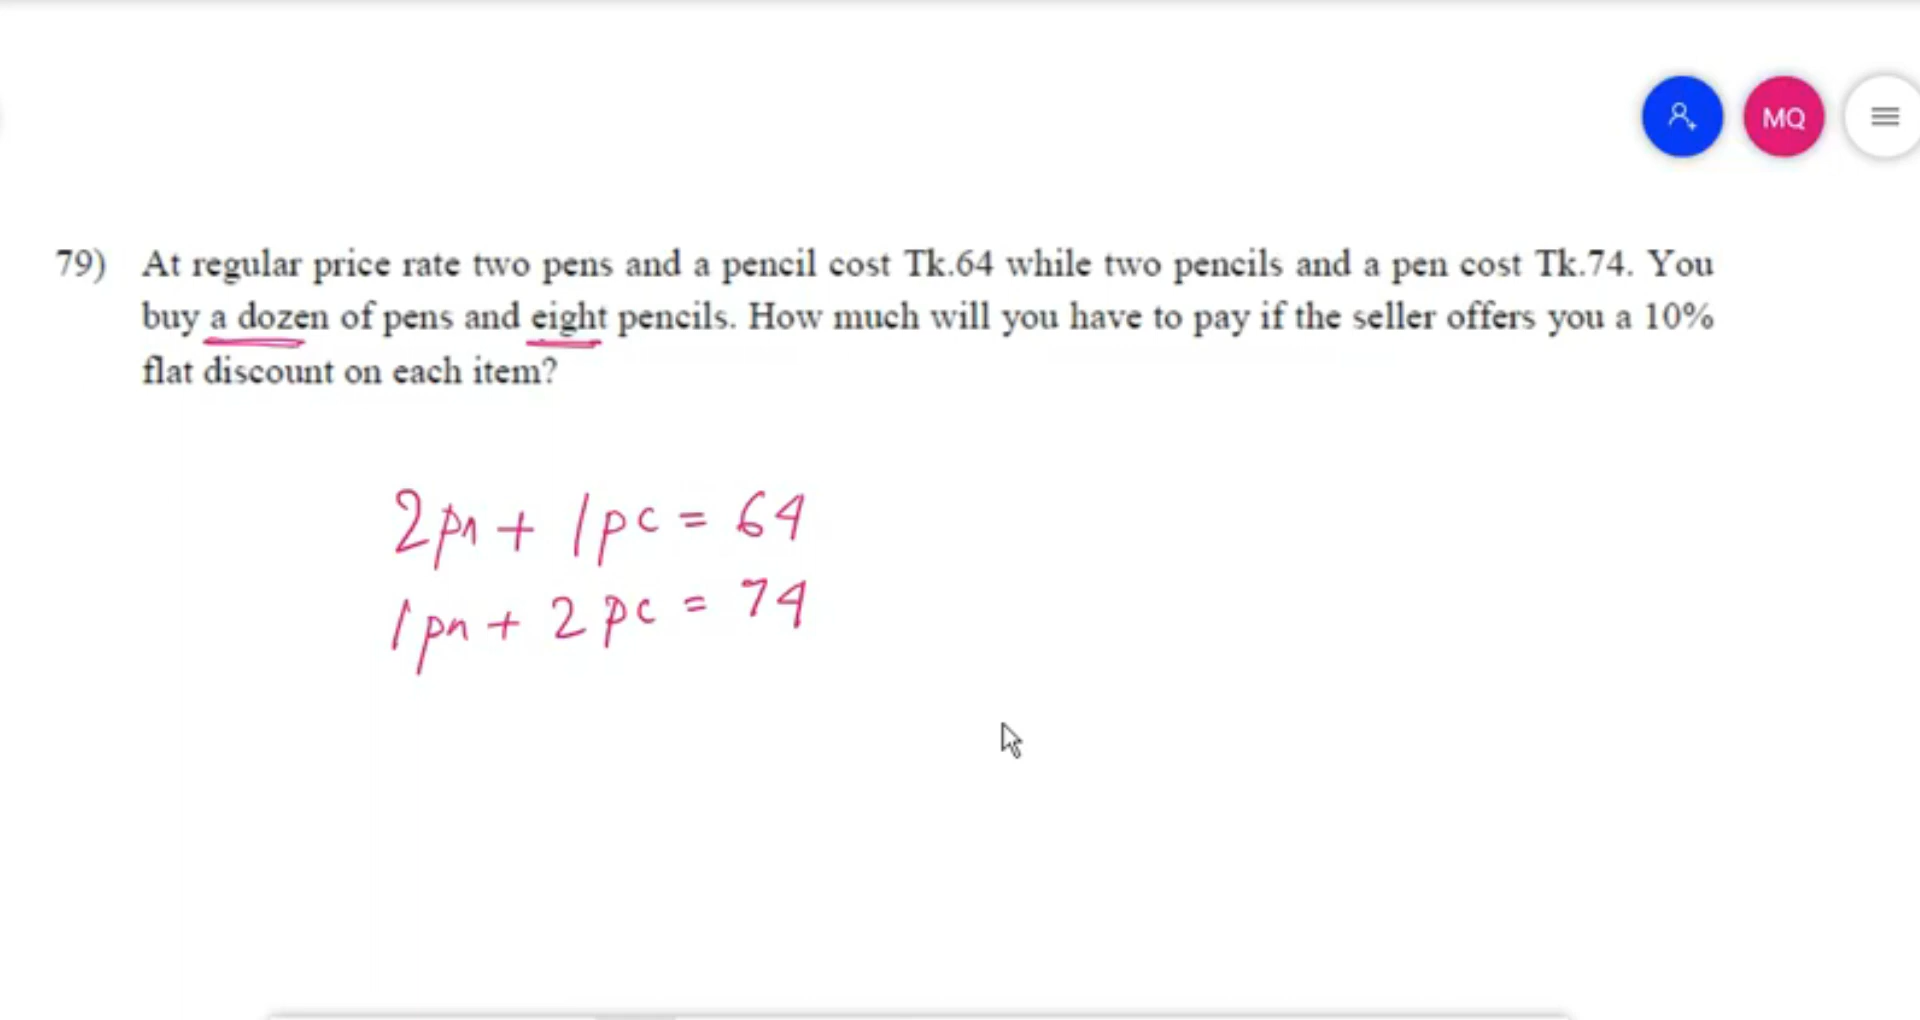 MQ
79) At regular price rate two pens and a pencil cost Tk.64 while two pencils and a pen cost Tk.74. You
buy a dozen of pens and eight pencils. How much will you have to pay if the seller offers you a 10%
flat discount on each item?
2pn + 1pc = 64
1pn + 2pc = 74